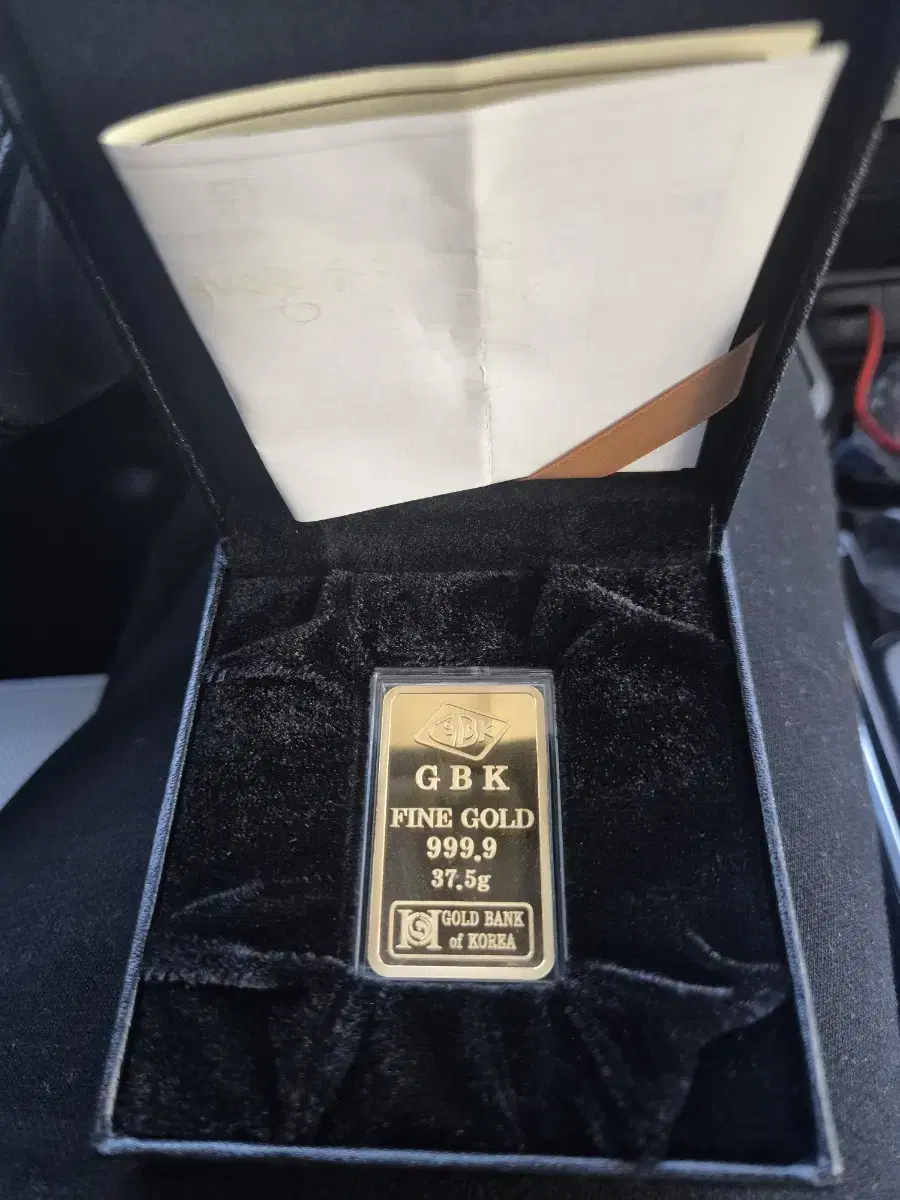 GBK
GBK
FINE GOLD
999.9
37.5g
GOLD BANK
of KOREA